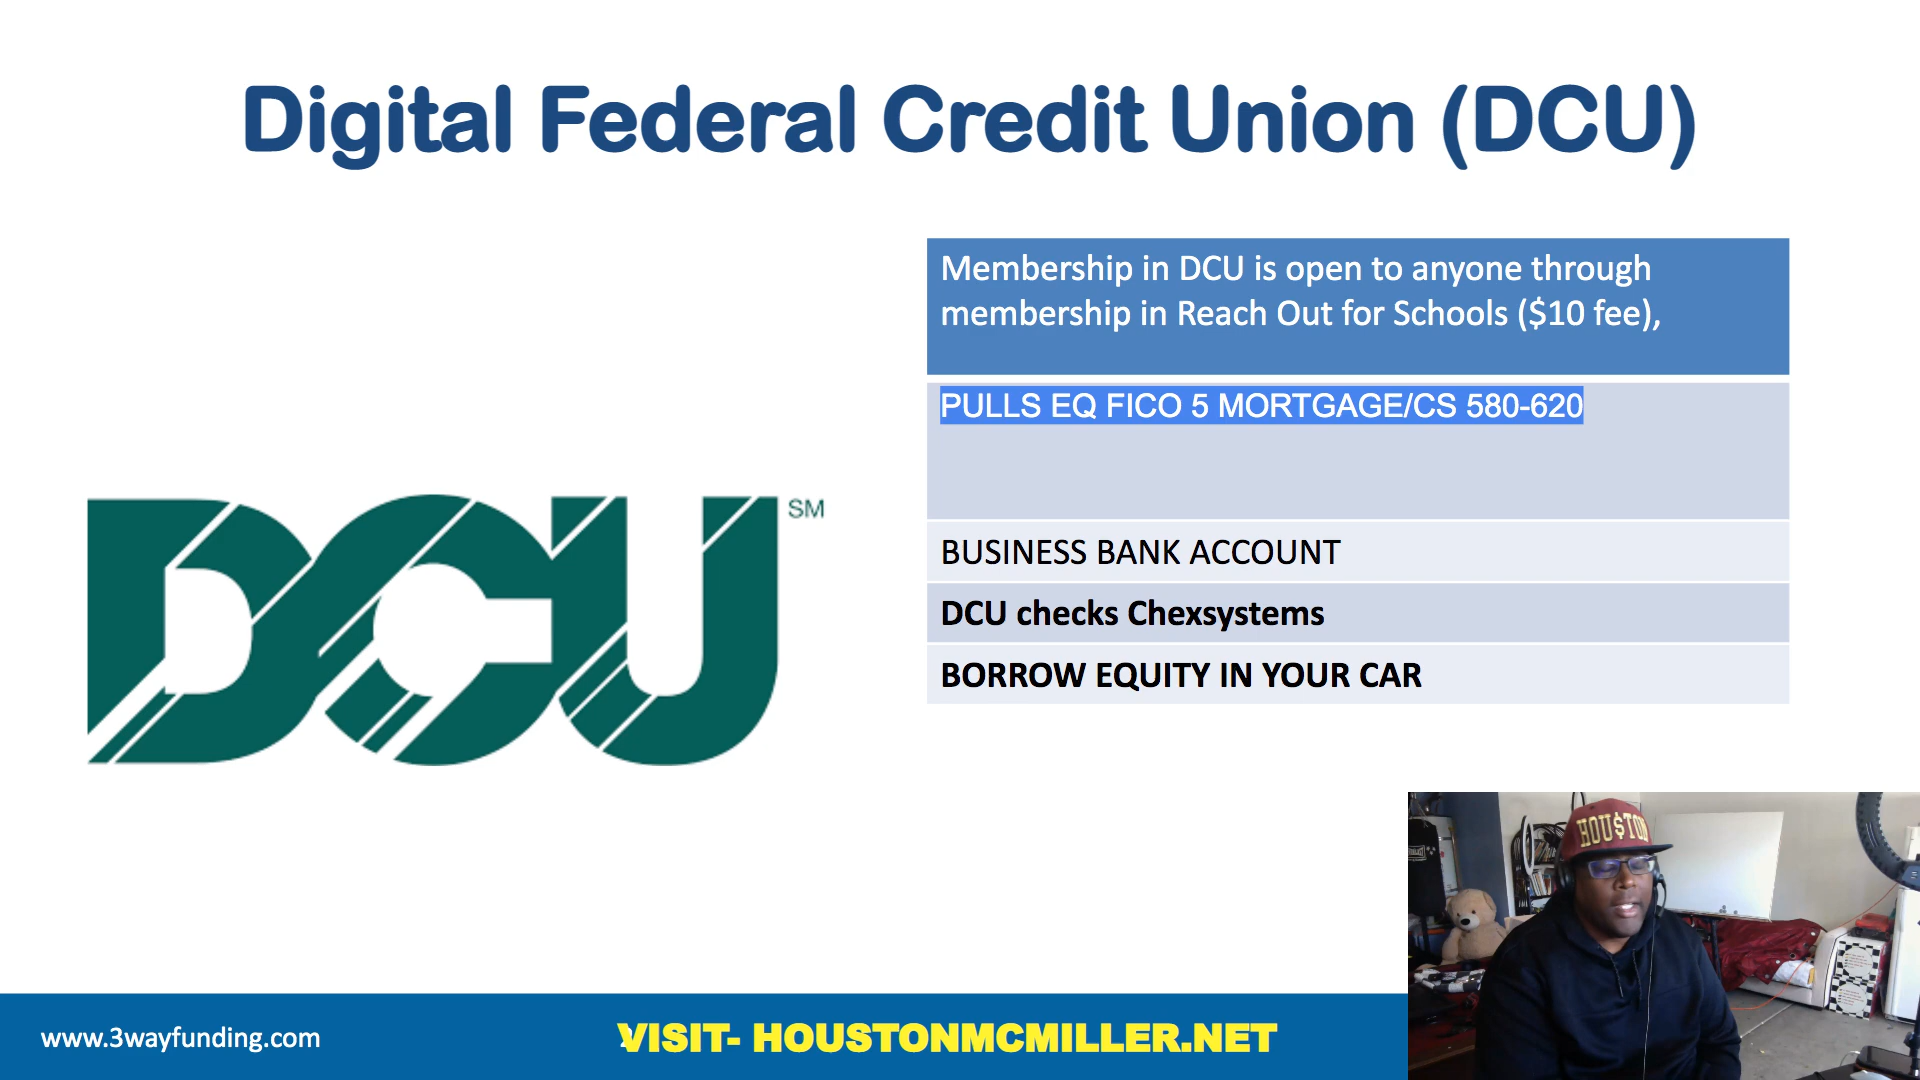 Digital Federal Credit Union (DCU)
Membership in DCU is open to anyone through
membership in Reach Out for Schools ($10 fee),
PULLS EQ FICO 5 MORTGAGE/CS 580-620
BUSINESS BANK ACCOUNT
DCU checks Chexsystems
BORROW EQUITY IN YOUR CAR
DCU SM
HOU$TON
www.3wayfunding.com
VISIT- HOUSTONMCMILLER.NET